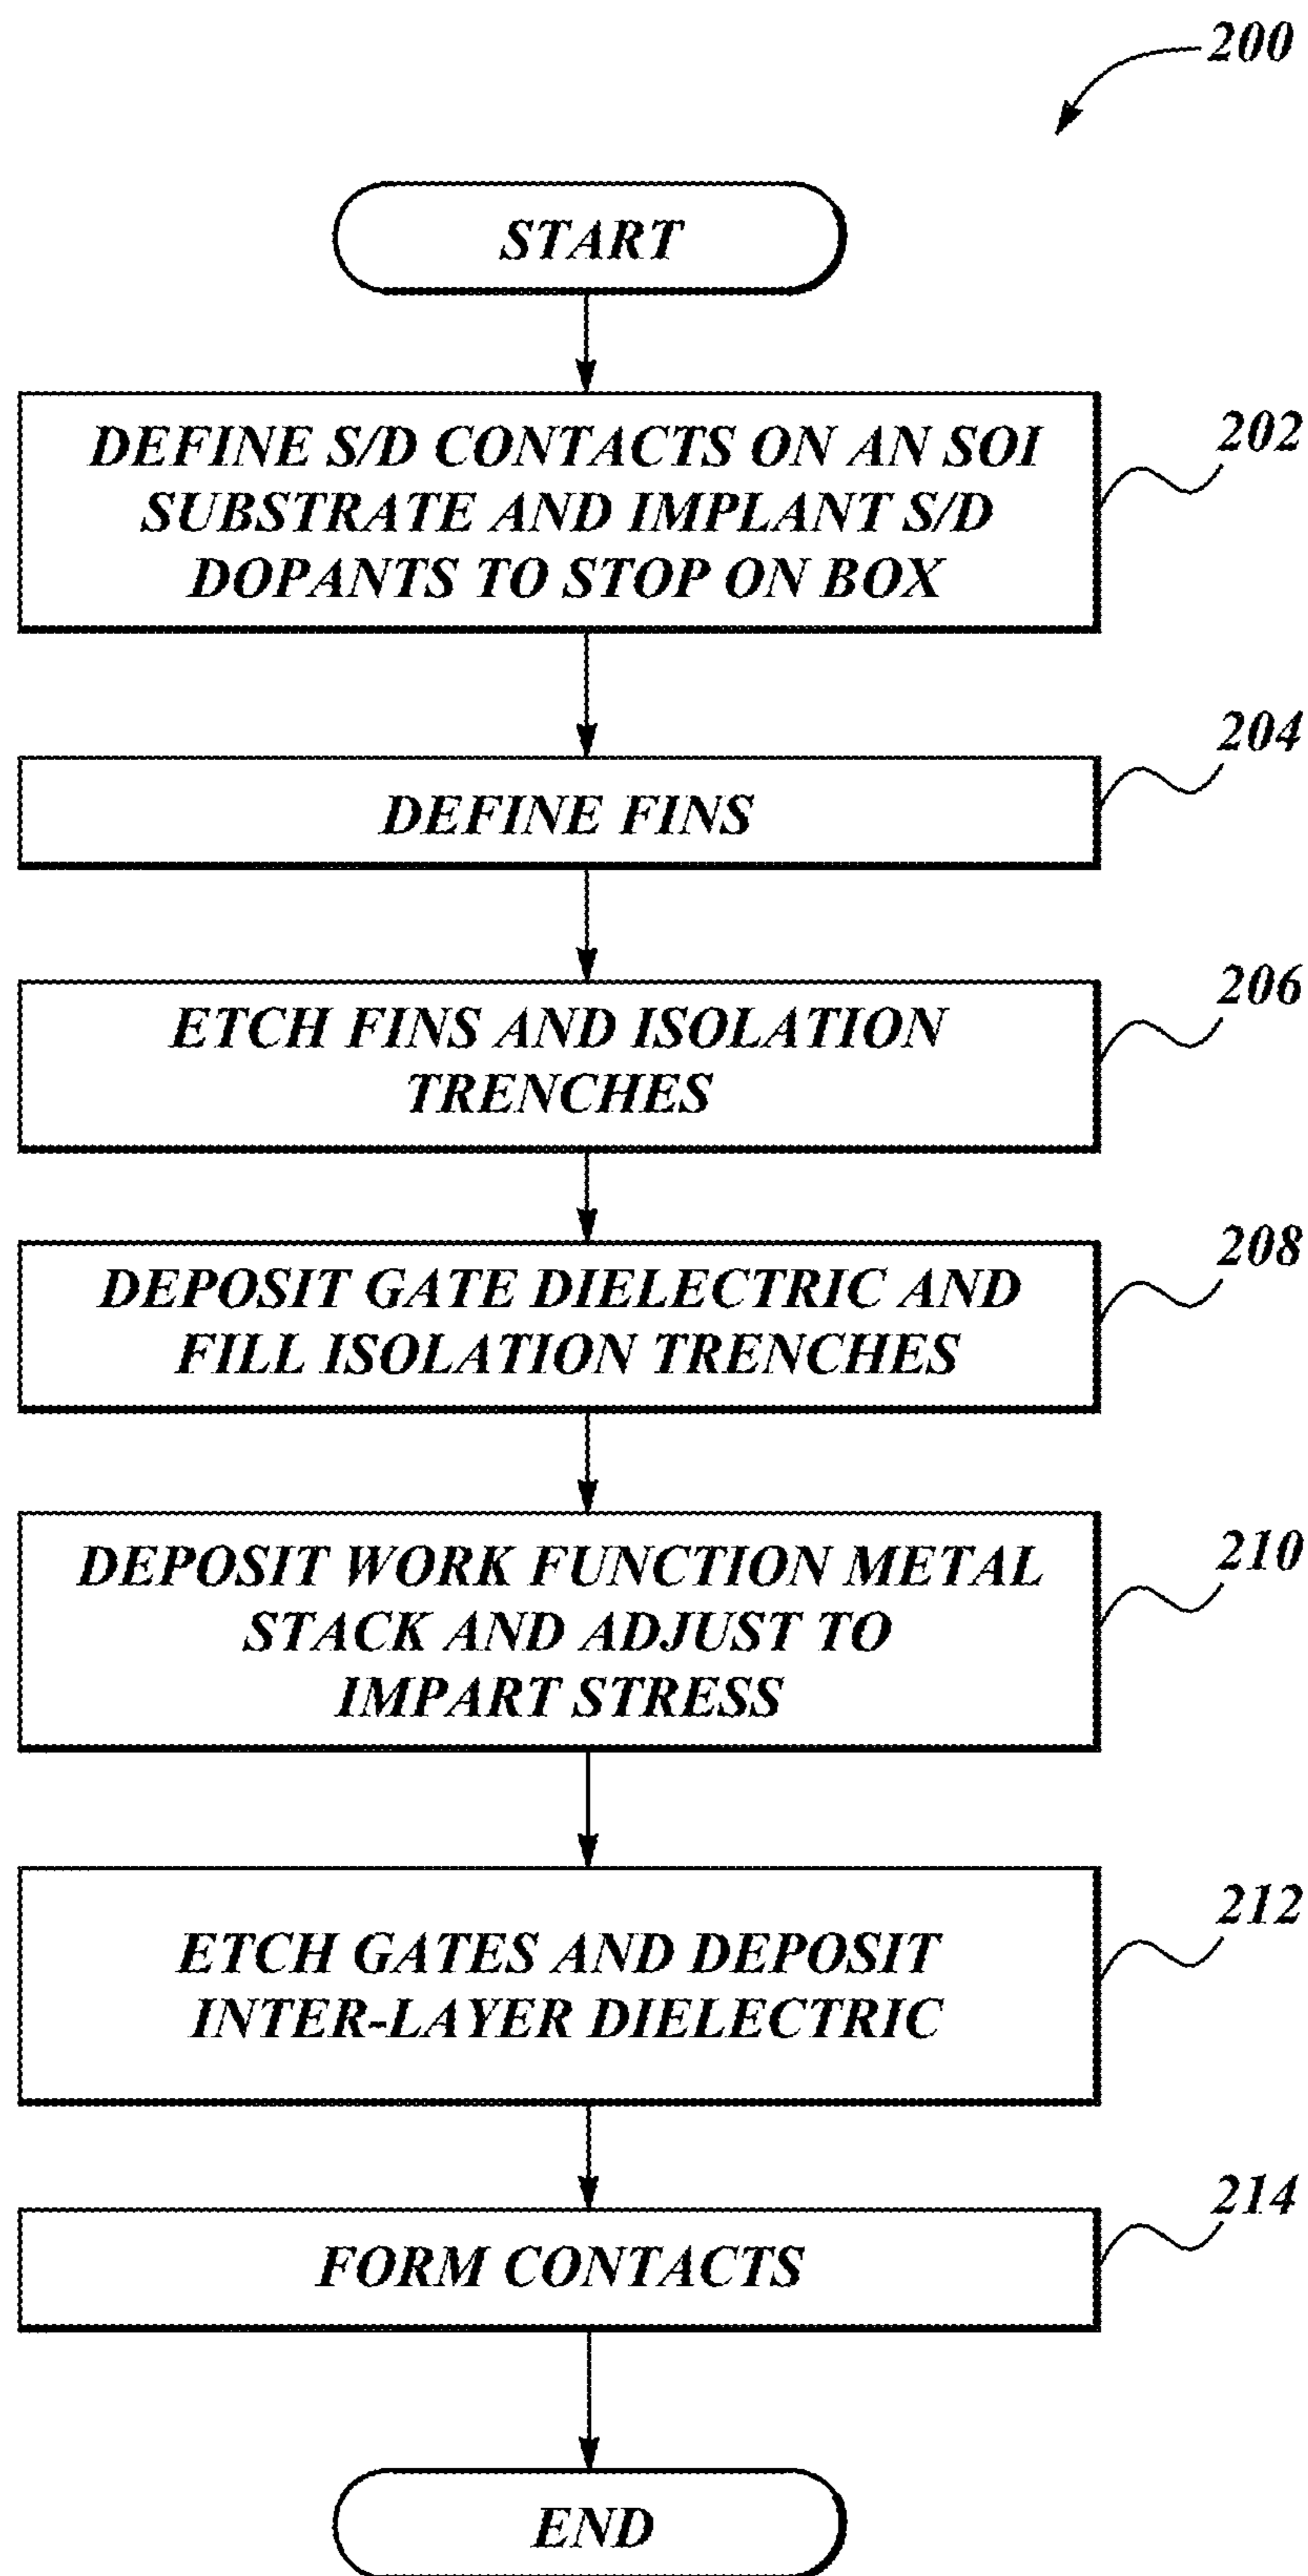 200
START
DEFINE S/D CONTACTS ON AN SOI
SUBSTRATE AND IMPLANT S/D
DOPANTS TO STOP ON BOX
202
DEFINE FINS
204
ETCH FINS AND ISOLATION
TRENCHES
206
DEPOSIT GATE DIELECTRIC AND
FILL ISOLATION TRENCHES
208
DEPOSIT WORK FUNCTION METAL
STACK AND ADJUST TO
IMPART STRESS
210
ETCH GATES AND DEPOSIT
INTER-LAYER DIELECTRIC
212
FORM CONTACTS
214
END